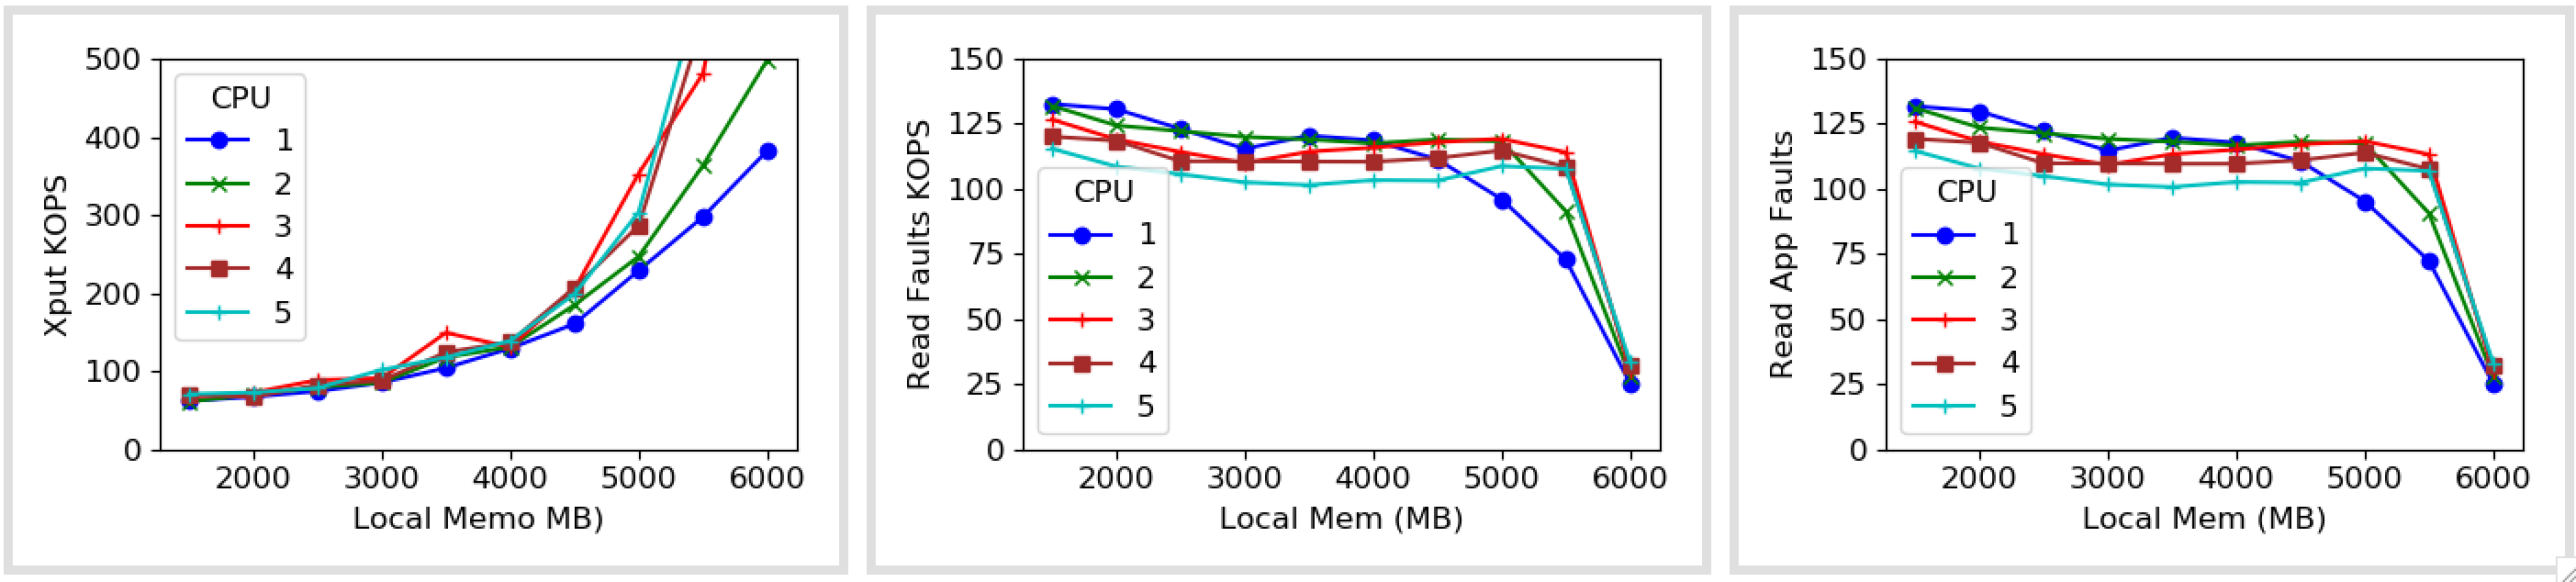 500
400
300
200
100
0
Xput KOPS
CPU
1
2
3
4
5
2000 3000 4000 5000 6000
Local Memo MB)
150
125
100
75
50
25
0
Read Faults KOPS
CPU
1
2
3
4
5
2000 3000 4000 5000 6000
Local Mem (MB)
150
125
100
75
50
25
0
Read App Faults
CPU
1
2
3
4
5
2000 3000 4000 5000 6000
Local Mem (MB)